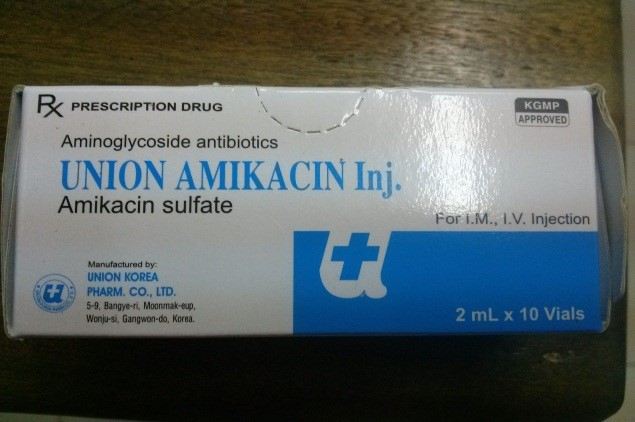 Rx PRESCRIPTION DRUG
KGMP
APPROVED
Aminoglycoside antibiotics
UNION AMIKACIN Inj.
Amikacin sulfate
For I.M., I.V. Injection
Manufactured by:
UNION KOREA
PHARM. CO., LTD.
5-9, Bangye-ri, Moonmak-eup,
Wonju-si, Gangwon-do, Korea.
2 mL x 10 Vials